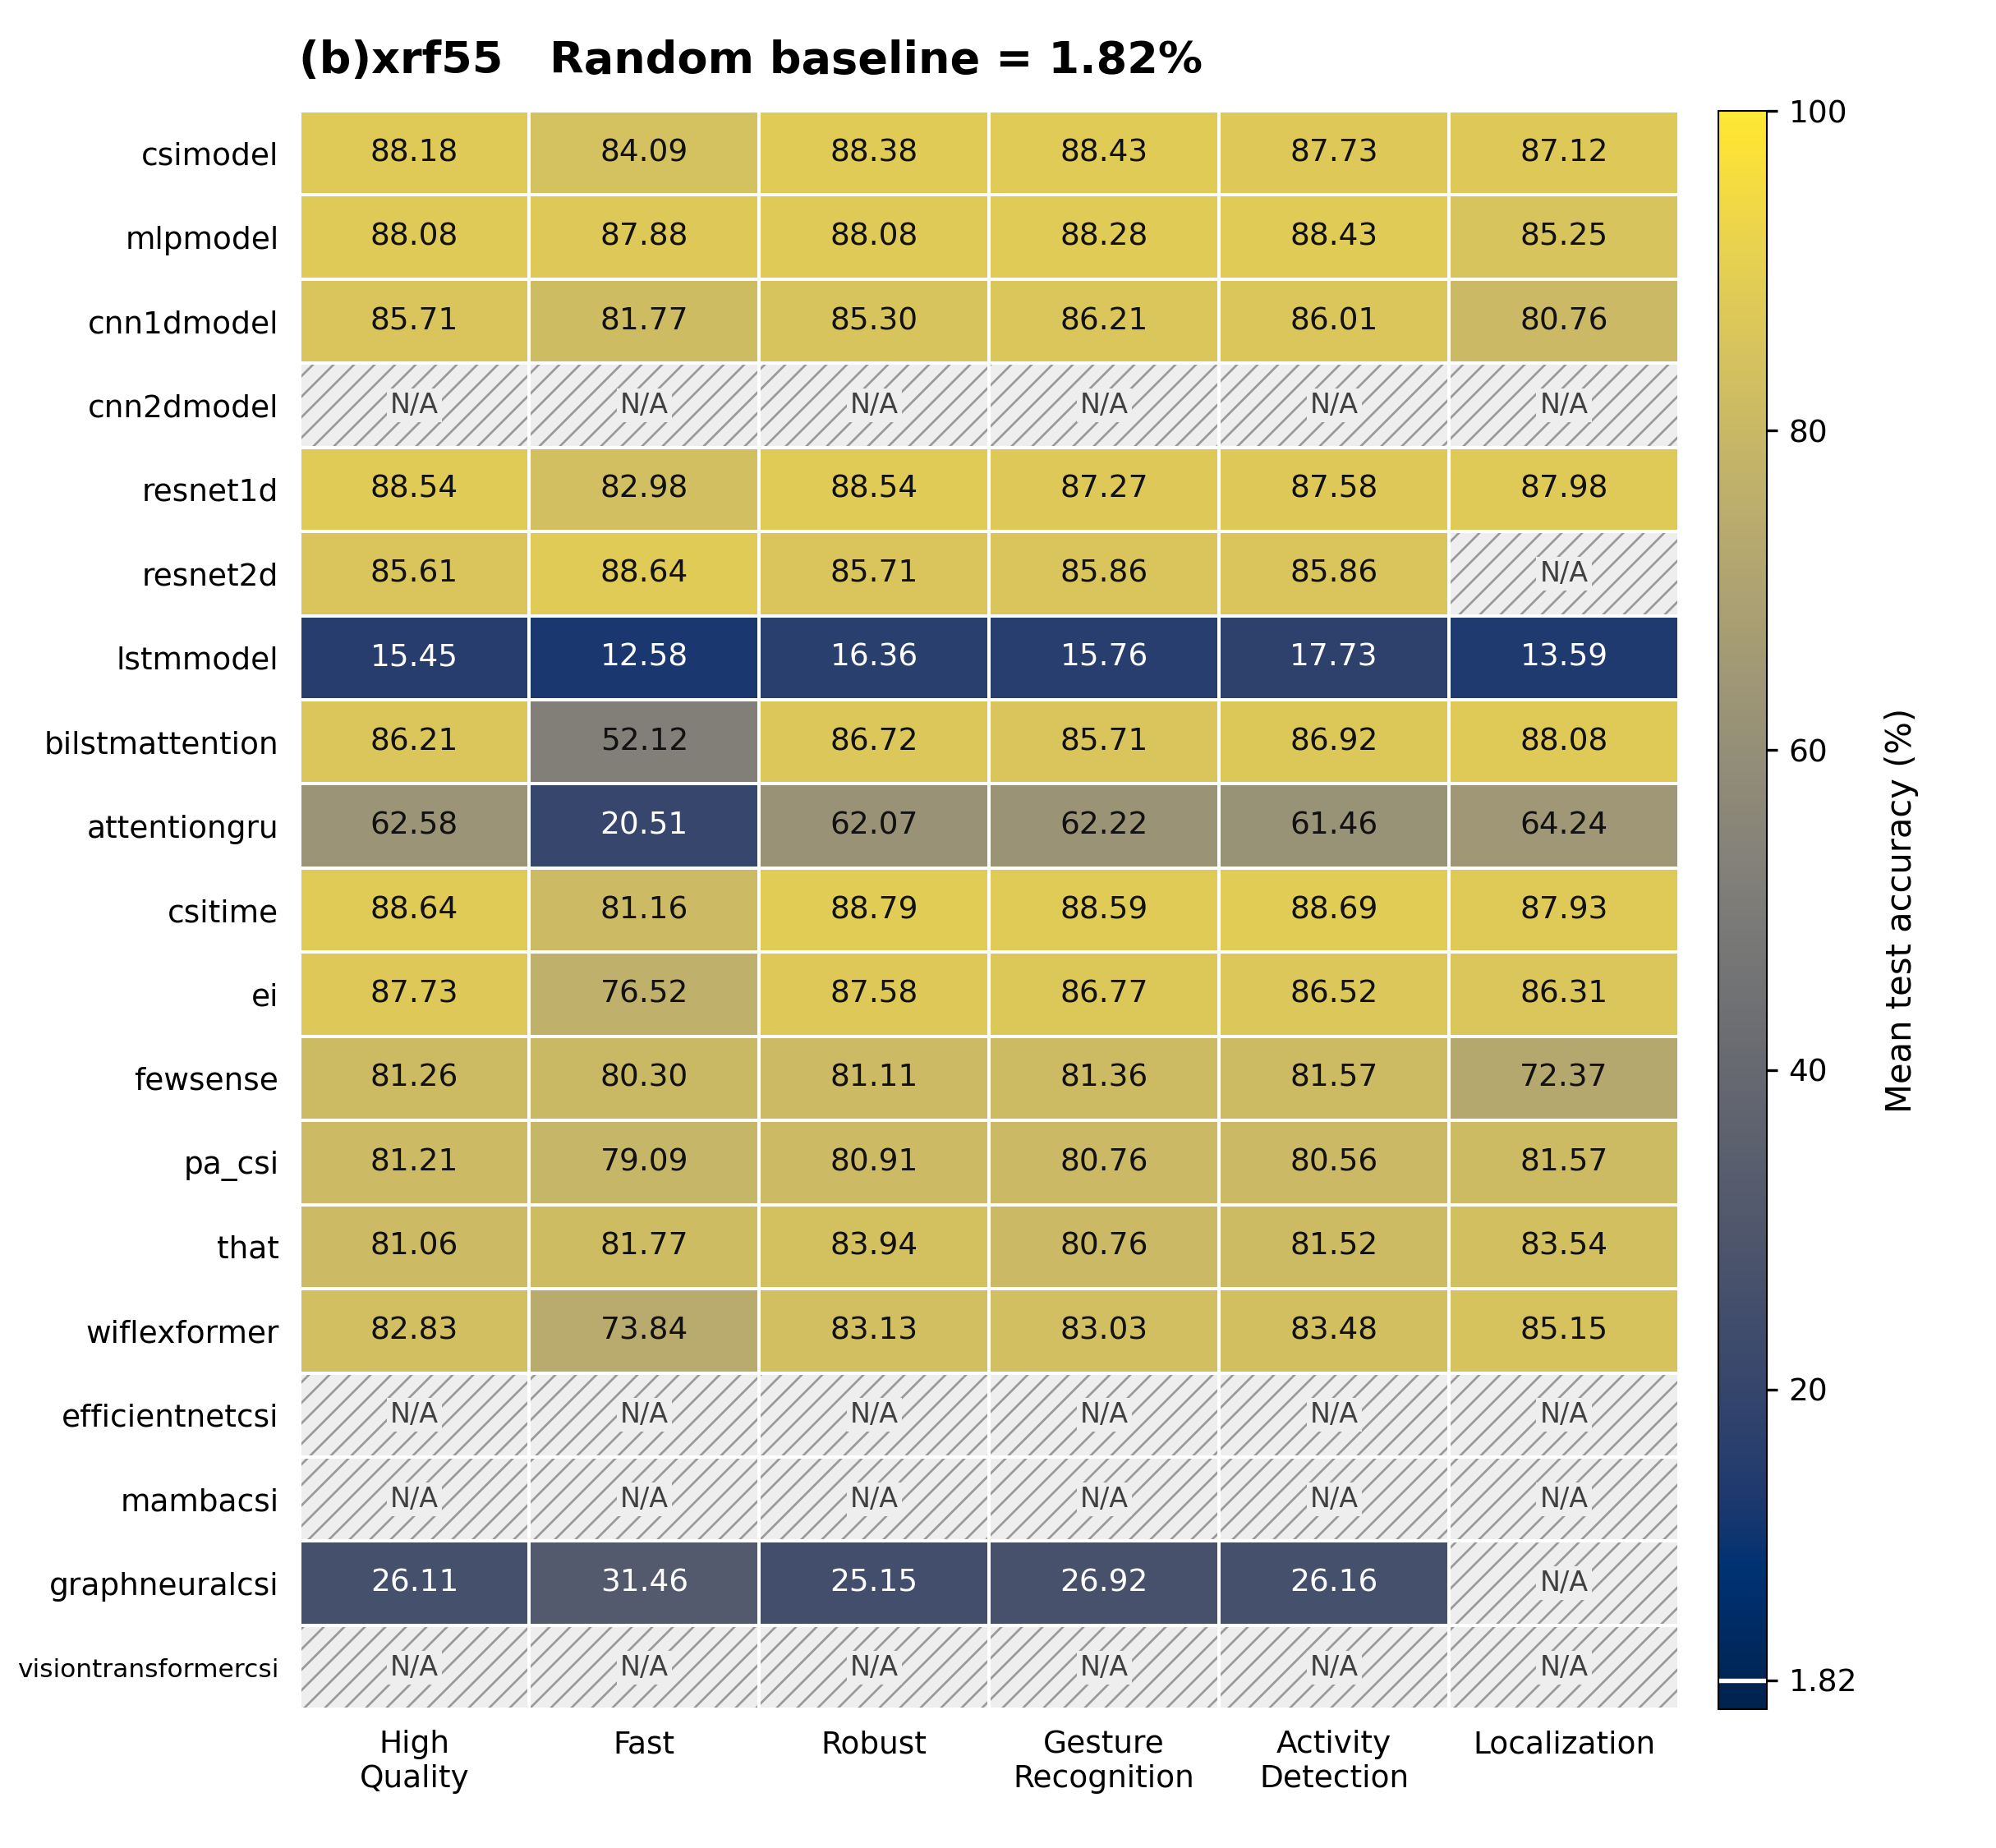 (b)xrf55   Random baseline = 1.82%
csimodel 88.18 84.09 88.38 88.43 87.73 87.12
mlpmodel 88.08 87.88 88.08 88.28 88.43 85.25
cnn1dmodel 85.71 81.77 85.30 86.21 86.01 80.76
cnn2dmodel N/A N/A N/A N/A N/A N/A
resnet1d 88.54 82.98 88.54 87.27 87.58 87.98
resnet2d 85.61 88.64 85.71 85.86 85.86 N/A
lstmmodel 15.45 12.58 16.36 15.76 17.73 13.59
bilstmattention 86.21 52.12 86.72 85.71 86.92 88.08
attentiongru 62.58 20.51 62.07 62.22 61.46 64.24
csitime 88.64 81.16 88.79 88.59 88.69 87.93
ei 87.73 76.52 87.58 86.77 86.52 86.31
fewsense 81.26 80.30 81.11 81.36 81.57 72.37
pa_csi 81.21 79.09 80.91 80.76 80.56 81.57
that 81.06 81.77 83.94 80.76 81.52 83.54
wiflexformer 82.83 73.84 83.13 83.03 83.48 85.15
efficientnetcsi N/A N/A N/A N/A N/A N/A
mambacsi N/A N/A N/A N/A N/A N/A
graphneuralcsi 26.11 31.46 25.15 26.92 26.16 N/A
visiontransformercsi N/A N/A N/A N/A N/A N/A
High Quality
Fast
Robust
Gesture Recognition
Activity Detection
Localization
100
80
60
40
20
1.82
Mean test accuracy (%)